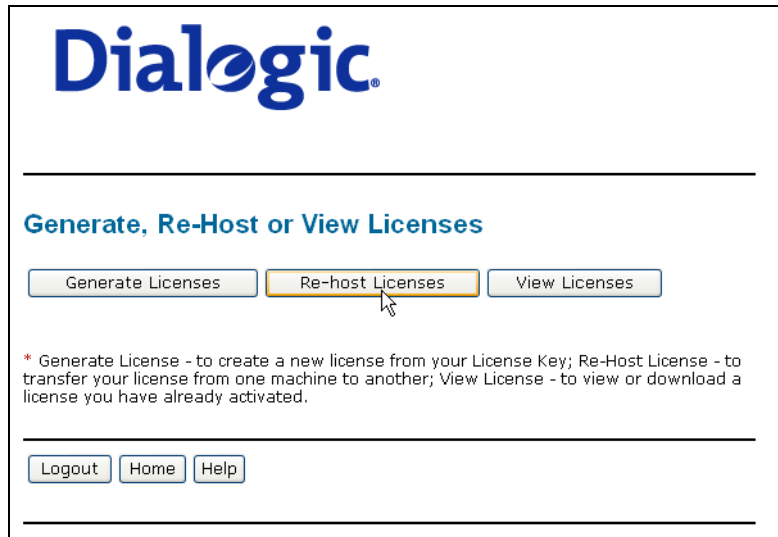 Dialogic®
Generate, Re-Host or View Licenses
Generate Licenses Re-host Licenses View Licenses
* Generate License - to create a new license from your License Key; Re-Host License - to
transfer your license from one machine to another; View License - to view or download a
license you have already activated.
Logout Home Help